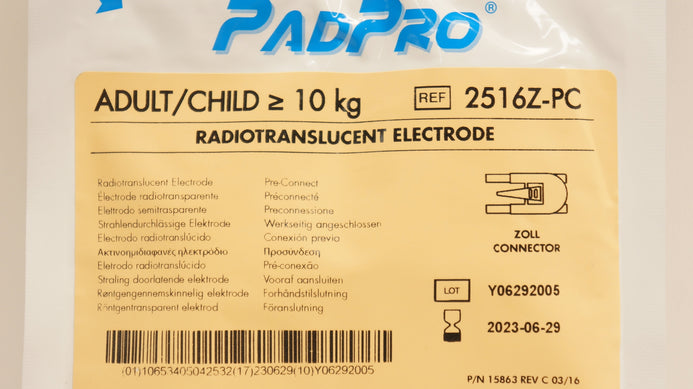 PADPRO®
ADULT/CHILD ≥ 10 kg
REF 2516Z-PC
RADIOTRANSLUCENT ELECTRODE
Radiotranslucent Electrode Pre-Connect
Électrode radiotransparente Préconnecté
Elettrodo semitrasparente Preconnessione
Strahlendurchlässige Elektrode Werkseitig angeschlossen
Electrodo radiotranslúcido Conexión previo
Ακτινοημιδιαφανές ηλεκτρόδιο Προσύνδεση
Eletrodo radiotranslúcido Pré-conexão
Straling doorlatende elektrode Vooraf aansluiten
Røntgengennemskinnelig elektrode Forhåndstilslutning
Röntgentransparent elektrod Föranslutning
ZOLL
CONNECTOR
LOT Y06292005
2023-06-29
(01)10653405042532(17)230629(10)Y06292005
P/N 15863 REV C 03/16